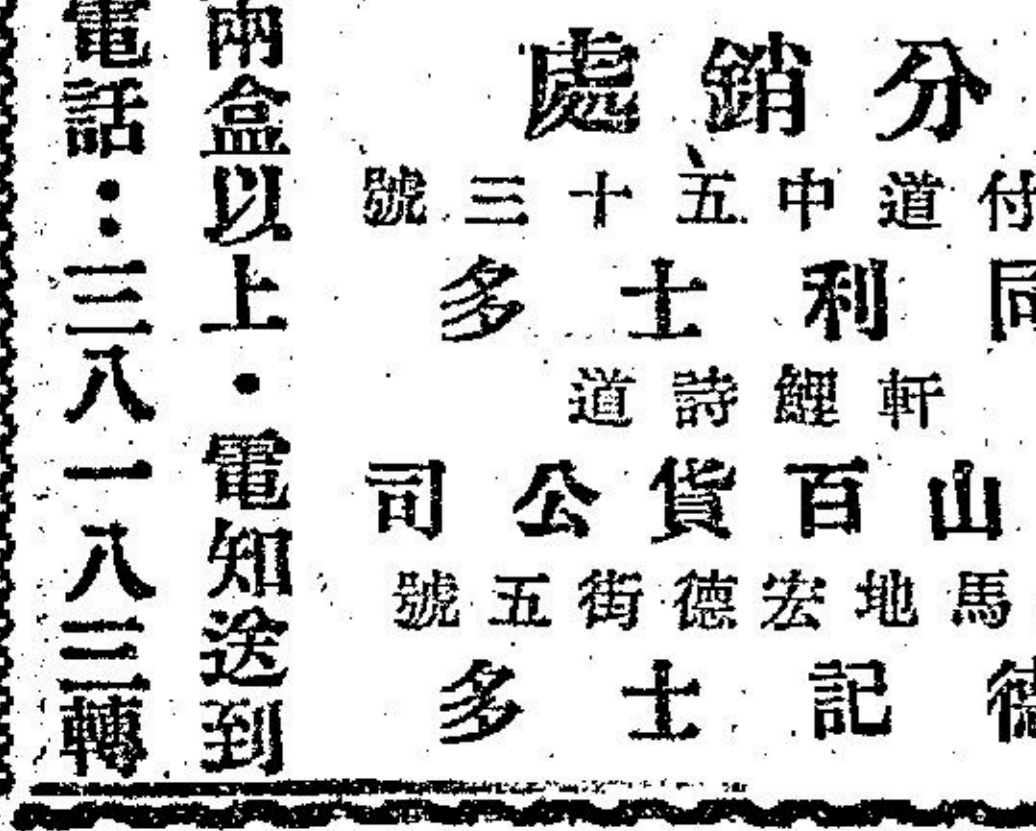 分銷處
付道中五十三號
同利士多
軒鯉詩道
山百貨公司
馬地宏德街五號
德記士多
兩盒以上·電知送到
電話：三八一八三轉